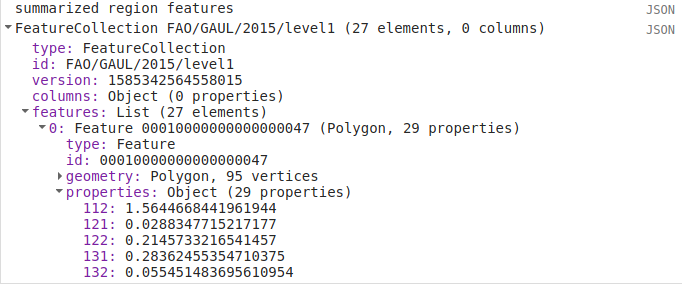 summarized region features JSON
FeatureCollection FAO/GAUL/2015/level1 (27 elements, 0 columns) JSON
type: FeatureCollection
id: FAO/GAUL/2015/level1
version: 1585342564558015
columns: Object (0 properties)
features: List (27 elements)
0: Feature 00010000000000000047 (Polygon, 29 properties)
type: Feature
id: 00010000000000000047
geometry: Polygon, 95 vertices
properties: Object (29 properties)
112: 1.5644668441961944
121: 0.0288347715217177
122: 0.2145733216541457
131: 0.28362455354710375
132: 0.055451483695610954